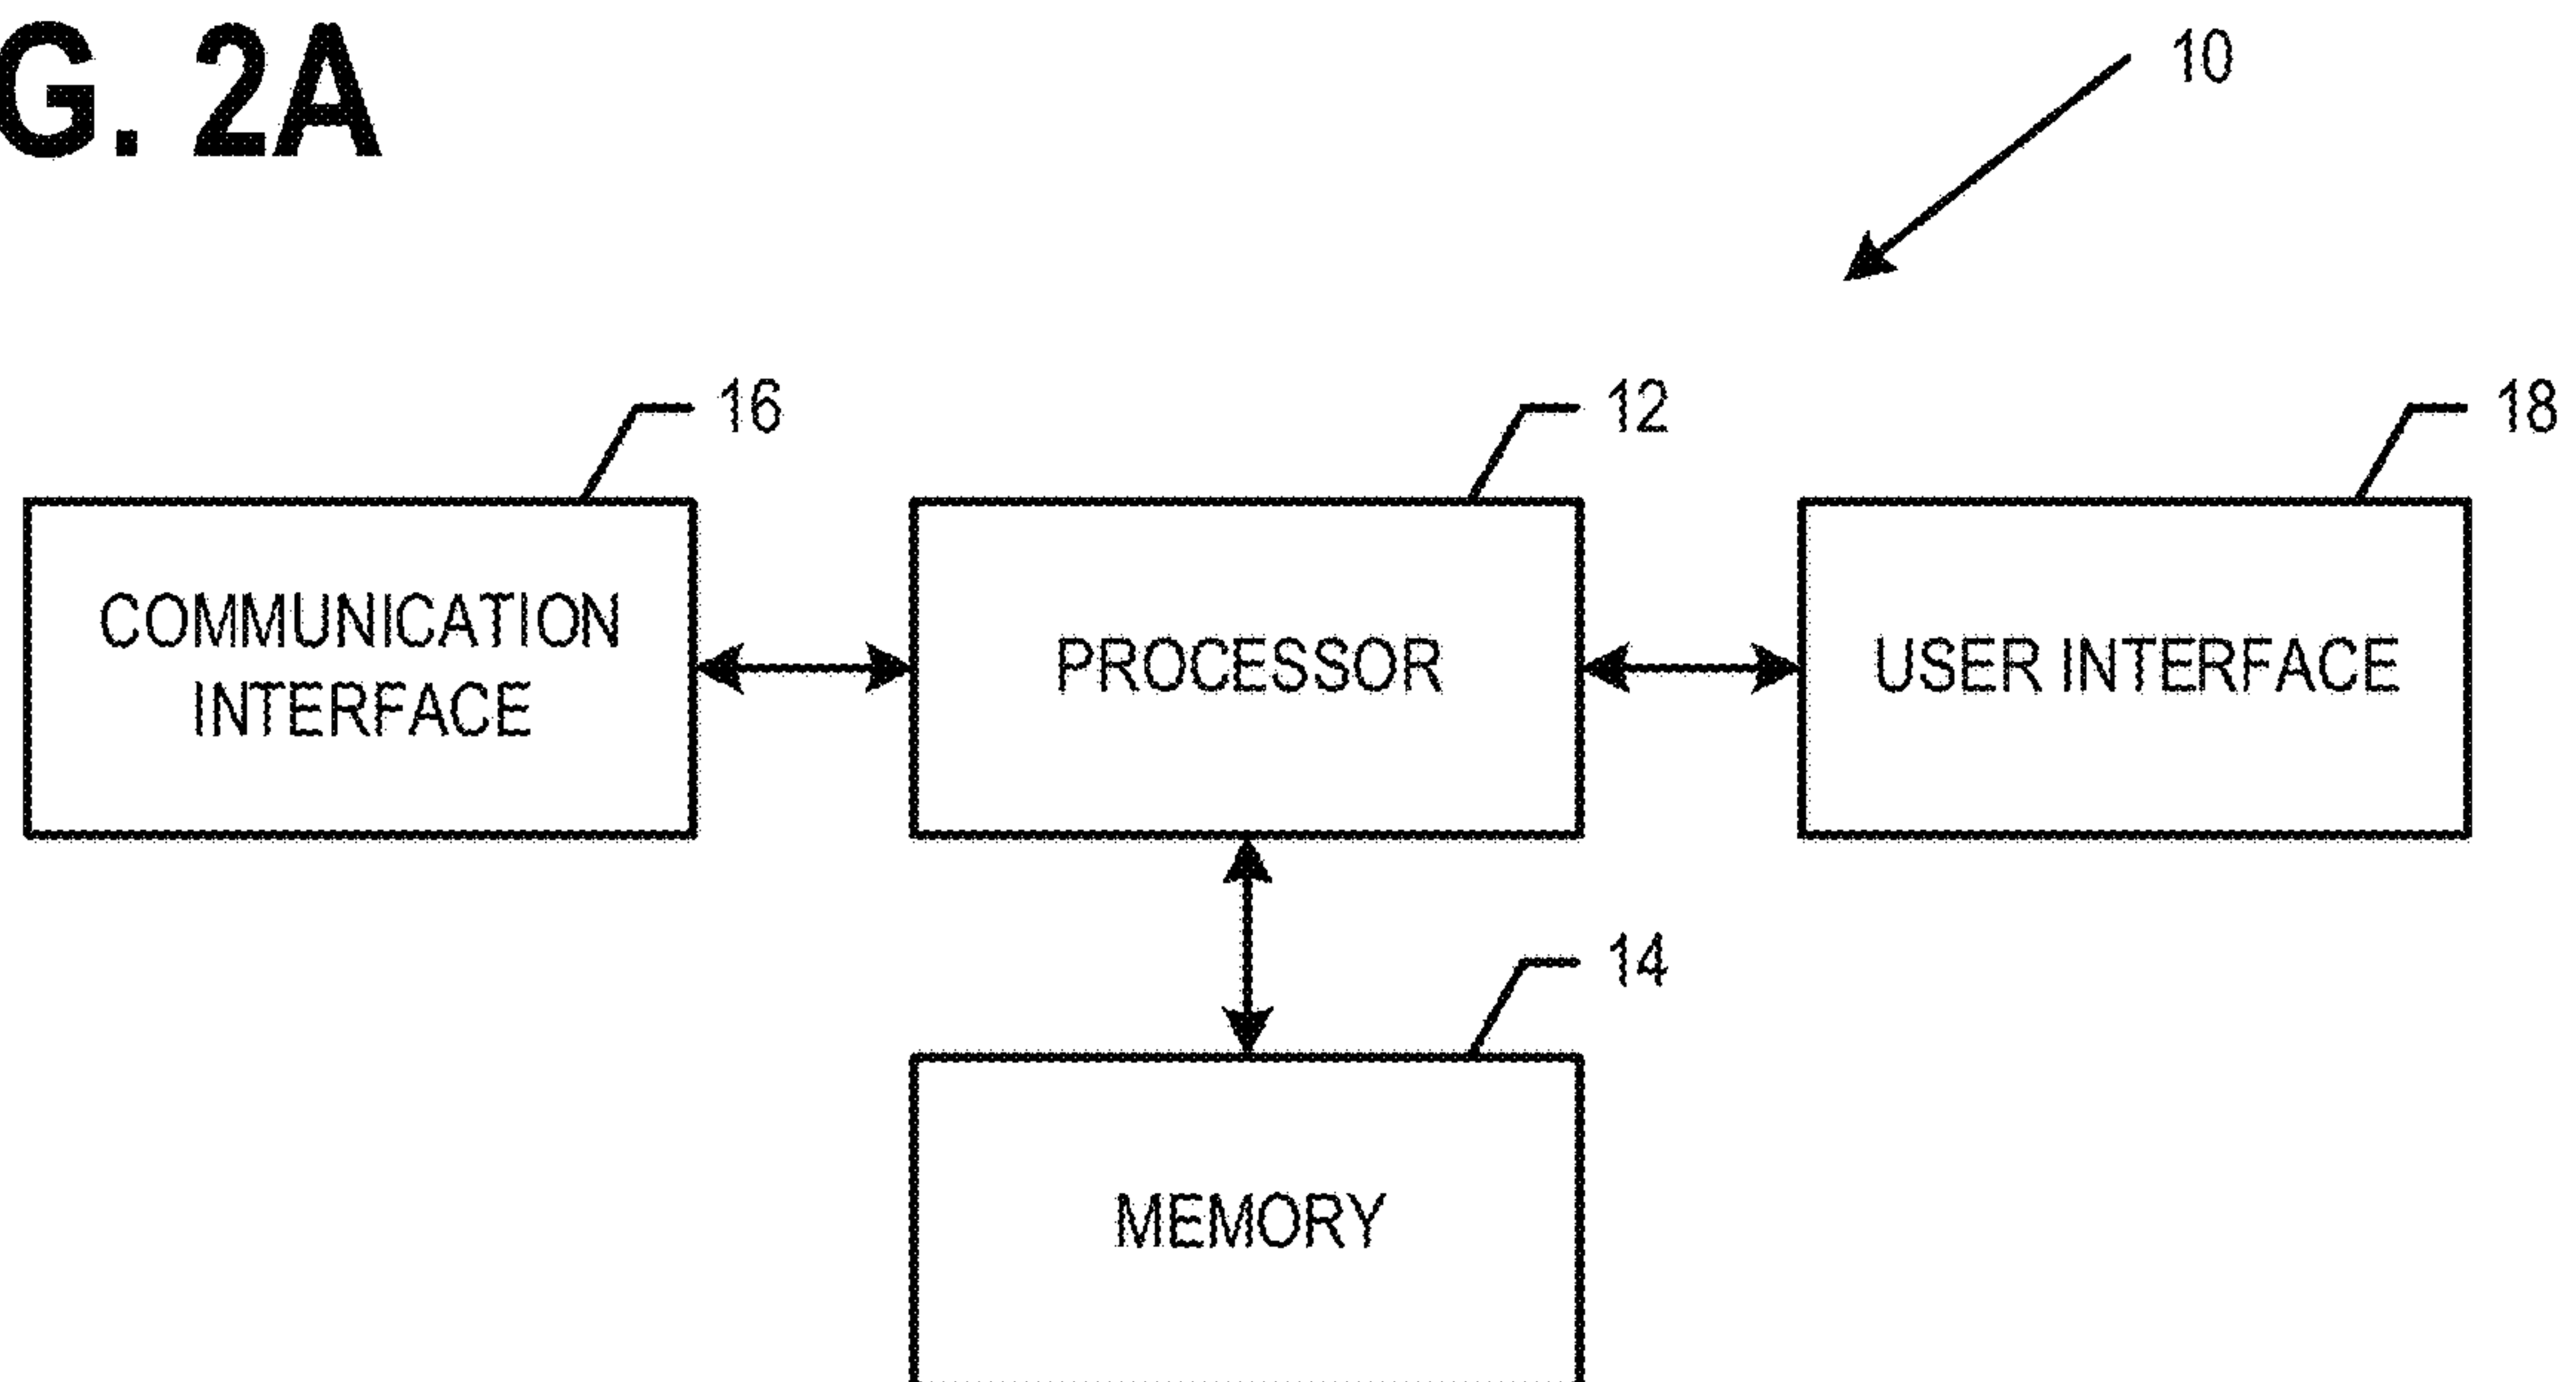 G. 2A
10
16
12
18
COMMUNICATION
INTERFACE
PROCESSOR
USER INTERFACE
14
MEMORY